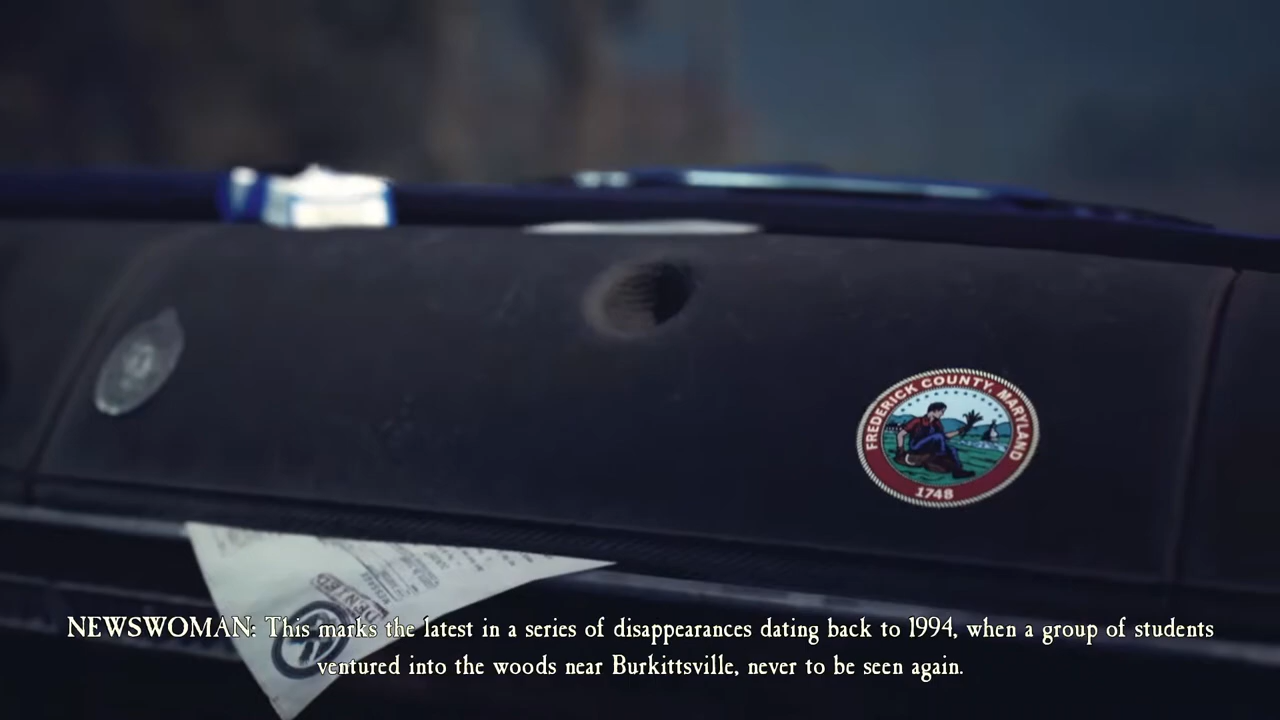 FREDERICK COUNTY, MARYLAND
1748
DENIED
NEWSWOMAN: This marks the latest in a series of disappearances dating back to 1994, when a group of students
ventured into the woods near Burkittsville, never to be seen again.